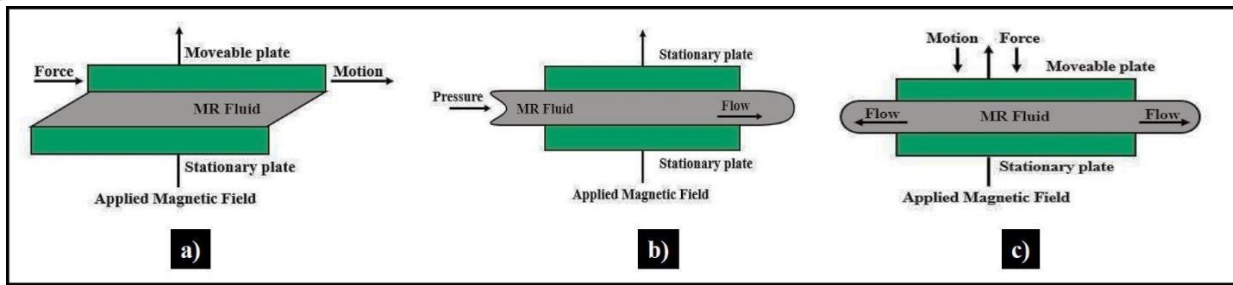 Moveable plate
Force
Motion
MR Fluid
Stationary plate
Applied Magnetic Field
a)
Stationary plate
Pressure
MR Fluid
Flow
Stationary plate
Applied Magnetic Field
b)
Motion
Force
Moveable plate
Flow
MR Fluid
Flow
Stationary plate
Applied Magnetic Field
c)